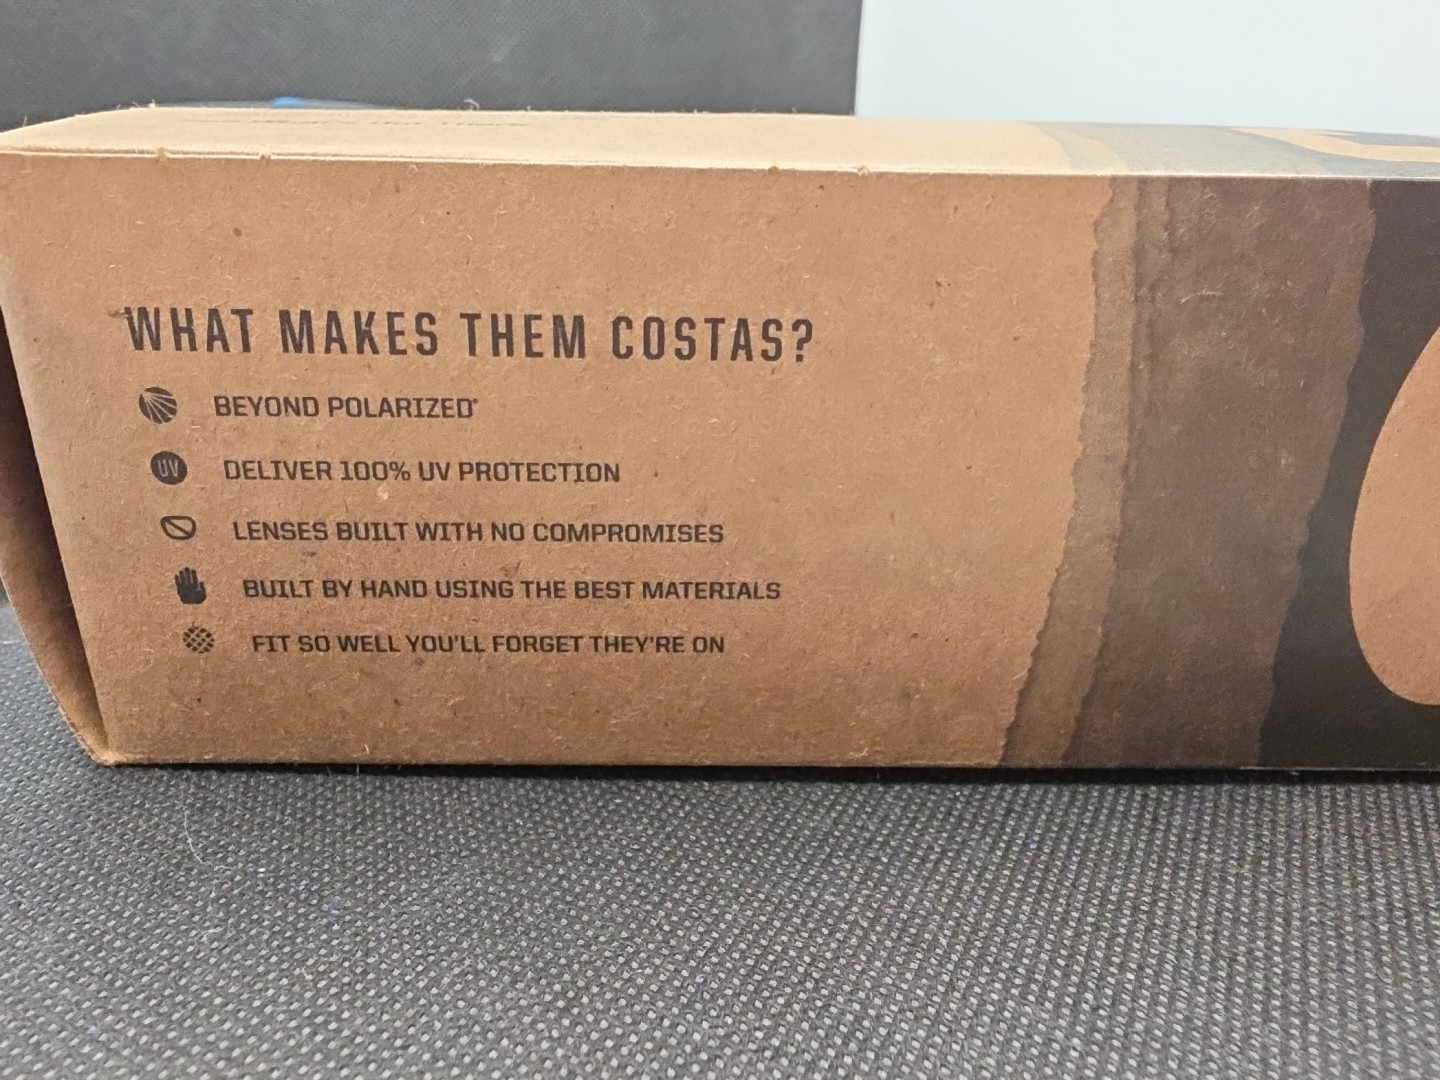 WHAT MAKES THEM COSTAS?
BEYOND POLARIZED
UV DELIVER 100% UV PROTECTION
LENSES BUILT WITH NO COMPROMISES
BUILT BY HAND USING THE BEST MATERIALS
FIT SO WELL YOU'LL FORGET THEY'RE ON